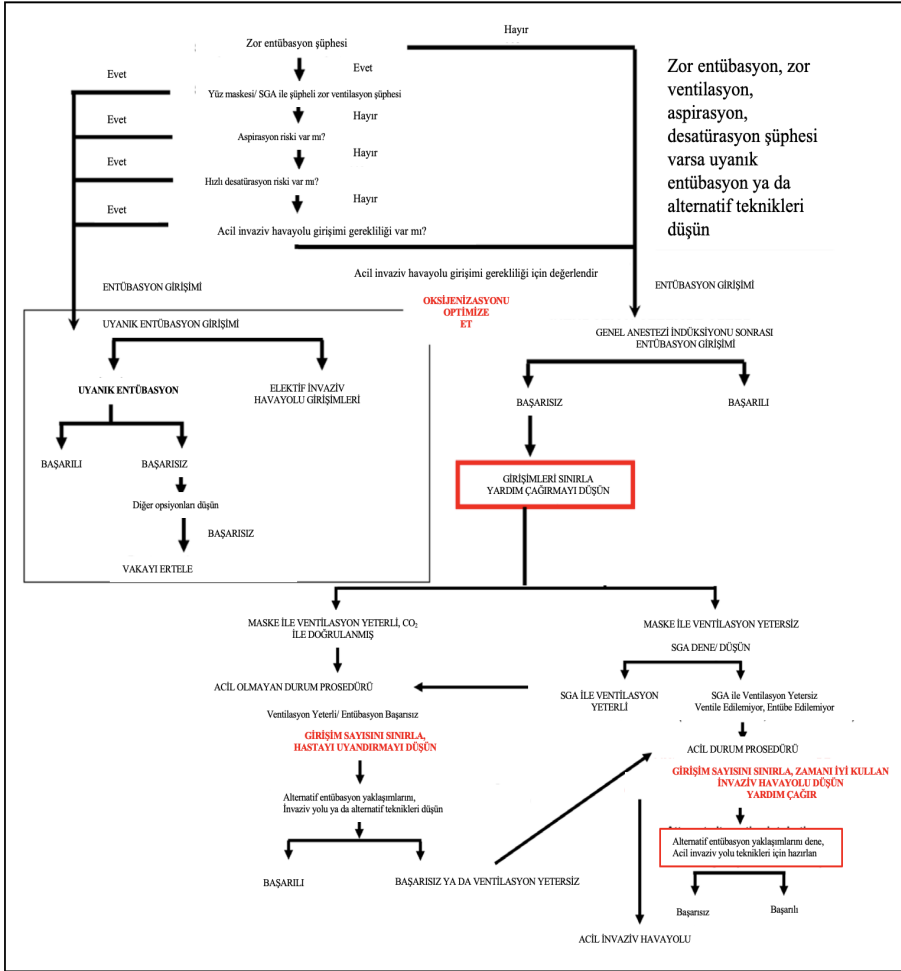 Hayır
Zor entübasyon şüphesi
Evet
Evet
Yüz maskesi/ SGA ile şüpheli zor ventilasyon şüphesi
Hayır
Evet
Aspirasyon riski var mı?
Hayır
Evet
Hızlı desatürasyon riski var mı?
Hayır
Evet
Acil invaziv havayolu girişimi gerekliliği var mı?
Zor entübasyon, zor
ventilasyon,
aspirasyon,
desatürasyon şüphesi
varsa uyanık
entübasyon ya da
alternatif teknikleri
düşün
Acil invaziv havayolu girişimi gerekliliği için değerlendir
ENTÜBASYON GİRİŞİMİ
ENTÜBASYON GİRİŞİMİ
OKSİJENİZASYONU
OPTİMİZE
ET
UYANIK ENTÜBASYON GİRİŞİMİ
GENEL ANESTEZİ İNDÜKSİYONU SONRASI
ENTÜBASYON GİRİŞİMİ
UYANIK ENTÜBASYON
ELEKTİF İNVAZİV
HAVAYOLU GİRİŞİMLERİ
BAŞARISIZ
BAŞARILI
BAŞARILI
BAŞARISIZ
GİRİŞİMLERİ SINIRLA
YARDIM ÇAĞIRMAYI DÜŞÜN
Diğer opsiyonları düşün
BAŞARISIZ
VAKAYI ERTELE
MASKE İLE VENTİLASYON YETERLİ, CO₂
İLE DOĞRULANMIŞ
MASKE İLE VENTİLASYON YETERSİZ
SGA DENE/ DÜŞÜN
ACİL OLMAYAN DURUM PROSEDÜRÜ
SGA İLE VENTİLASYON
YETERLİ
SGA ile Ventilasyon Yetersiz
Ventile Edilemiyor, Entübe Edilemiyor
Ventilasyon Yeterli/ Entübasyon Başarısız
GİRİŞİM SAYISINI SINIRLA,
HASTAYI UYANDIRMAYI DÜŞÜN
ACİL DURUM PROSEDÜRÜ
GİRİŞİM SAYISINI SINIRLA, ZAMANI İYİ KULLAN
İNVAZİV HAVAYOLU DÜŞÜN
YARDIM ÇAĞIR
Alternatif entübasyon yaklaşımlarını,
İnvaziv yolu ya da alternatif teknikleri düşün
Alternatif entübasyon yaklaşımlarını dene,
Acil invaziv yolu teknikleri için hazırlan
BAŞARILI
BAŞARISIZ YA DA VENTİLASYON YETERSİZ
Başarısız
Başarılı
ACİL İNVAZİV HAVAYOLU